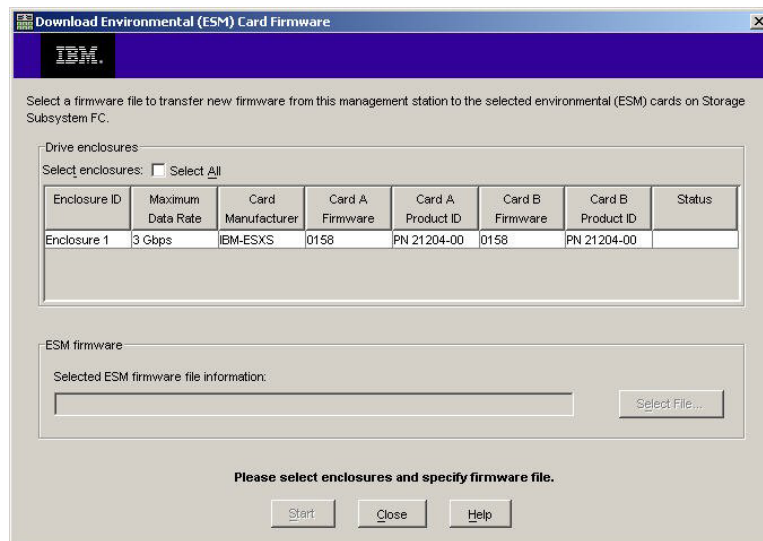 Download Environmental (ESM) Card Firmware
IBM.
Select a firmware file to transfer new firmware from this management station to the selected environmental (ESM) cards on Storage
Subsystem FC.
Drive enclosures
Select enclosures: Select All
Enclosure ID Maximum Data Rate Card Manufacturer Card A Firmware Card A Product ID Card B Firmware Card B Product ID Status
Enclosure 1 3 Gbps IBM-ESXS 0158 PN 21204-00 0158 PN 21204-00
ESM firmware
Selected ESM firmware file information:
Select File...
Please select enclosures and specify firmware file.
Start Close Help